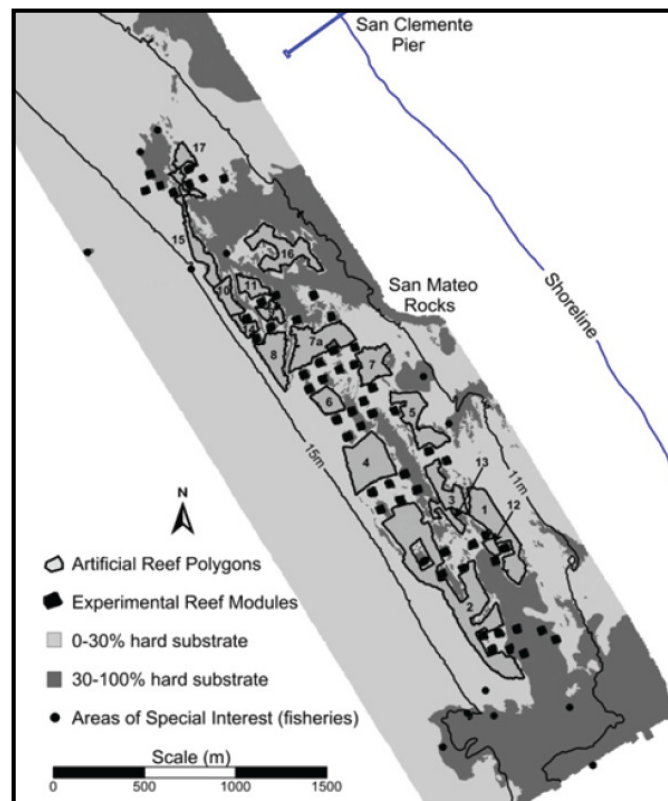 San Clemente
Pier
17
15
16
San Mateo
Rocks
Shoreline
10
11
7a
8
7
6
5
4
15m
11m
13
3
1
12
2
N
Artificial Reef Polygons
Experimental Reef Modules
0-30% hard substrate
30-100% hard substrate
Areas of Special Interest (fisheries)
Scale (m)
0 500 1000 1500